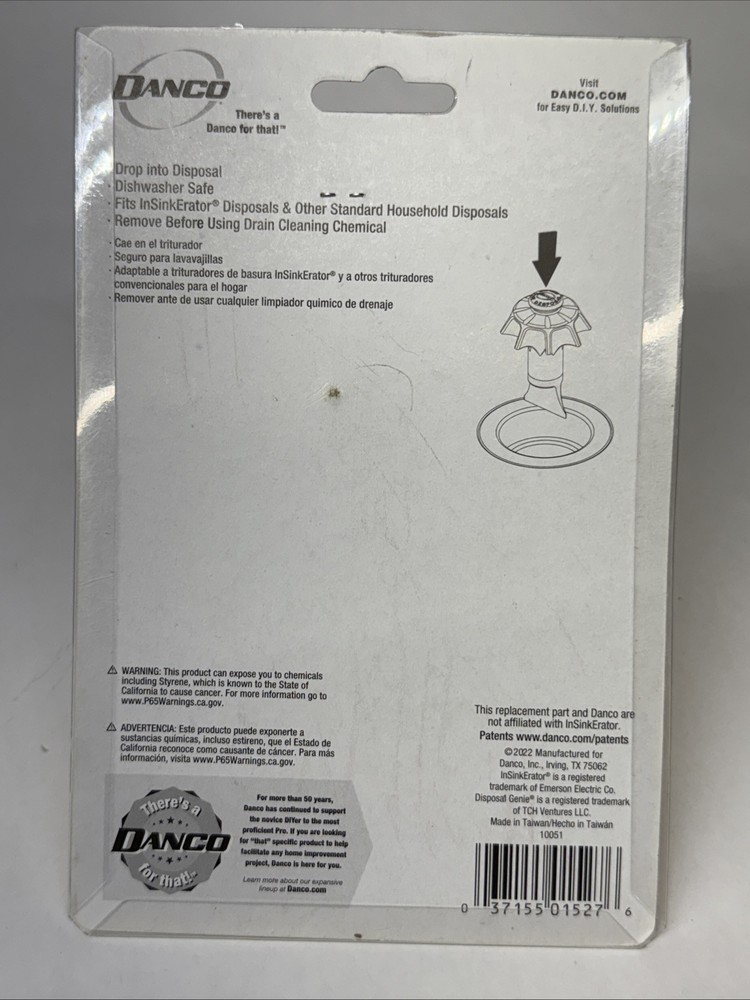 DANCO
There's a
Danco for that!™
Visit
DANCO.COM
for Easy D.I.Y. Solutions
Drop into Disposal
· Dishwasher Safe
· Fits InSinkErator® Disposals & Other Standard Household Disposals
· Remove Before Using Drain Cleaning Chemical
· Cae en el triturador
· Seguro para lavavajillas
· Adaptable a trituradores de basura InSinkErator® y a otros trituradores
convencionales para el hogar
· Remover ante de usar cualquier limpiador quimico de drenaje
⚠ WARNING: This product can expose you to chemicals
including Styrene, which is known to the State of
California to cause cancer. For more information go to
www.P65Warnings.ca.gov.
⚠ ADVERTENCIA: Este producto puede exponerte a
sustancias químicas, incluso estireno, que el Estado de
California reconoce como causante de cáncer. Para más
información, visita www.P65Warnings.ca.gov.
There's a
DANCO
for that!™
For more than 50 years,
Danco has continued to support
the novice DIYer to the most
proficient Pro. If you are looking
for "that" specific product to help
facilitate any home improvement
project, Danco is here for you.
Learn more about our expansive
lineup at Danco.com
This replacement part and Danco are
not affiliated with InSinkErator.
Patents www.danco.com/patents
©2022 Manufactured for
Danco, Inc., Irving, TX 75062
InSinkErator® is a registered
trademark of Emerson Electric Co.
Disposal Genie® is a registered trademark
of TCH Ventures LLC.
Made in Taiwan/Hecho in Taiwán
10051
0 37155 01527 6